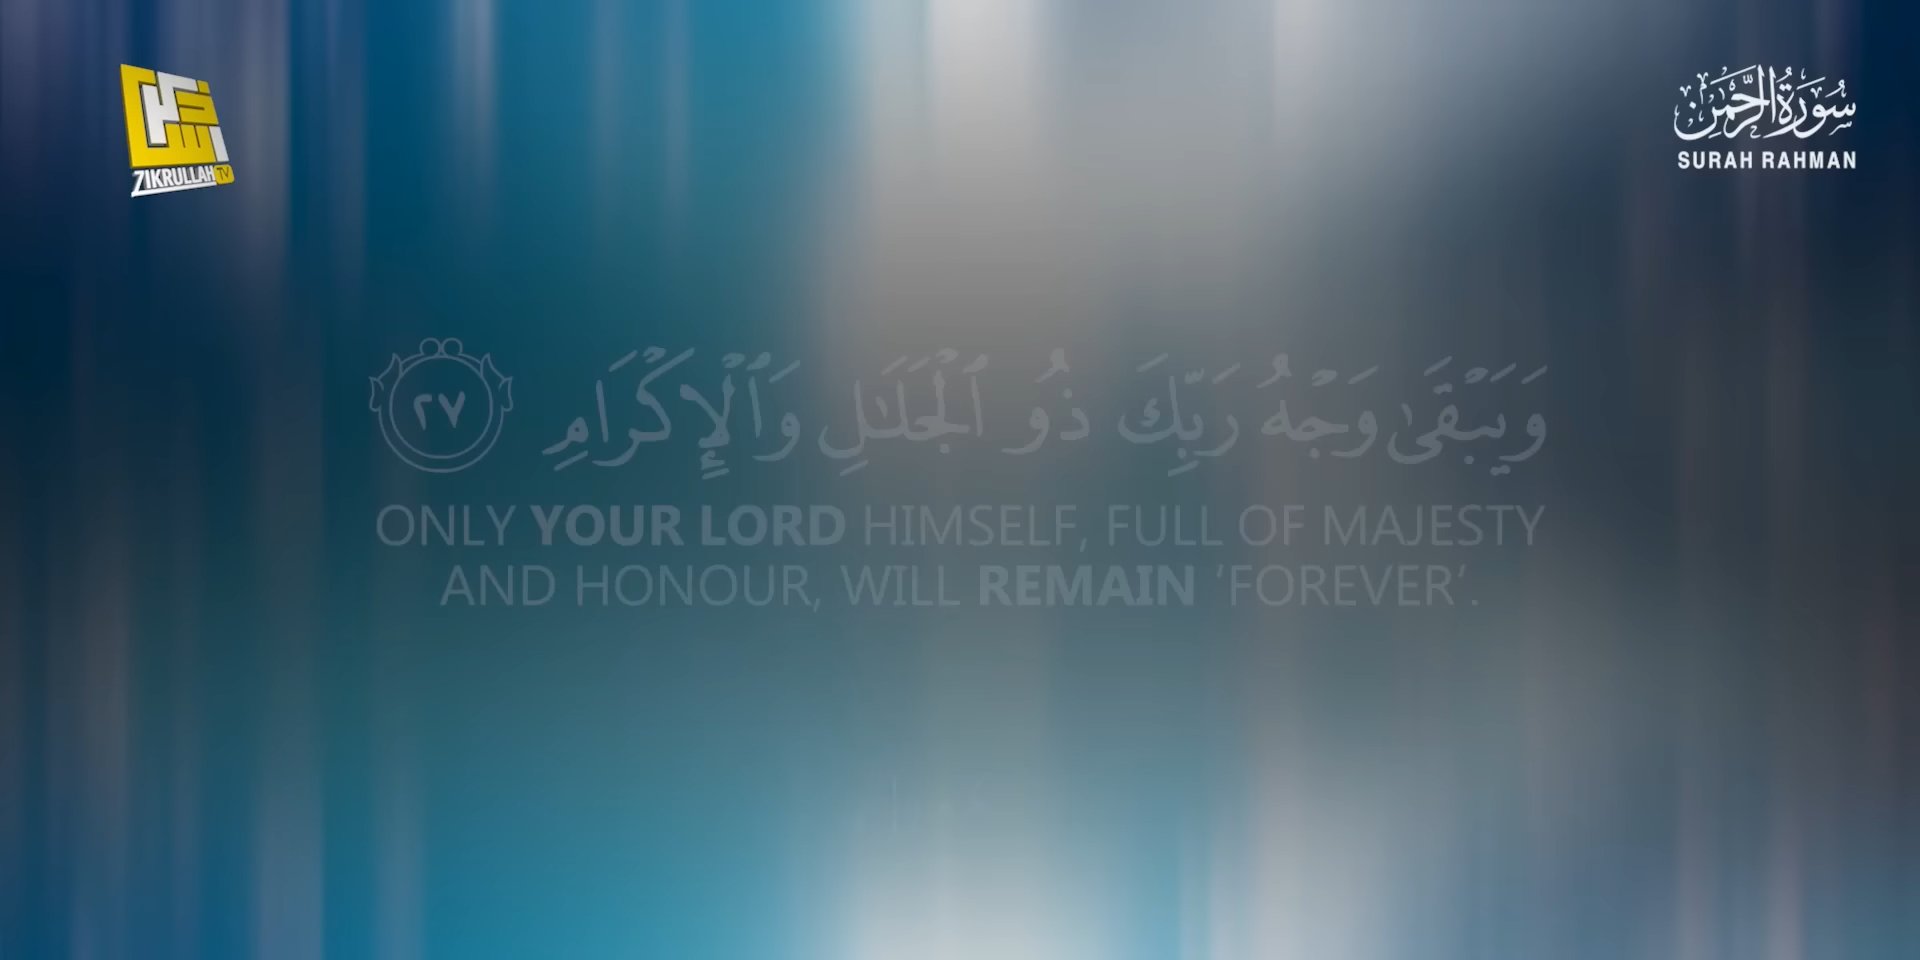 ZIKRULLAH TV
سُورَةُ الرَّحْمَٰن
SURAH RAHMAN
وَيَبْقَىٰ وَجْهُ رَبِّكَ ذُو ٱلْجَلَـٰلِ وَٱلْإِكْرَامِ ٢٧
ONLY YOUR LORD HIMSELF, FULL OF MAJESTY
AND HONOUR, WILL REMAIN ‘FOREVER’.